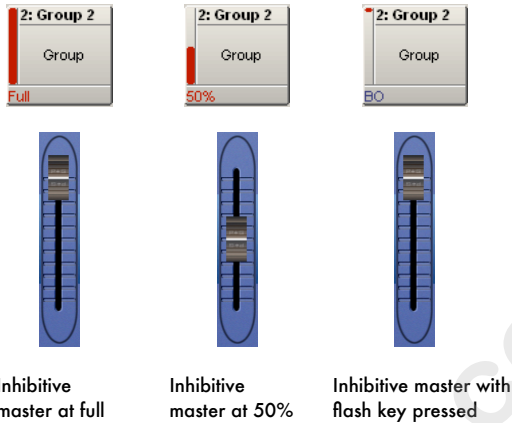 2: Group 2
Group
Full
2: Group 2
Group
50%
2: Group 2
Group
BO
Inhibitive
master at full
Inhibitive
master at 50%
Inhibitive master with
flash key pressed